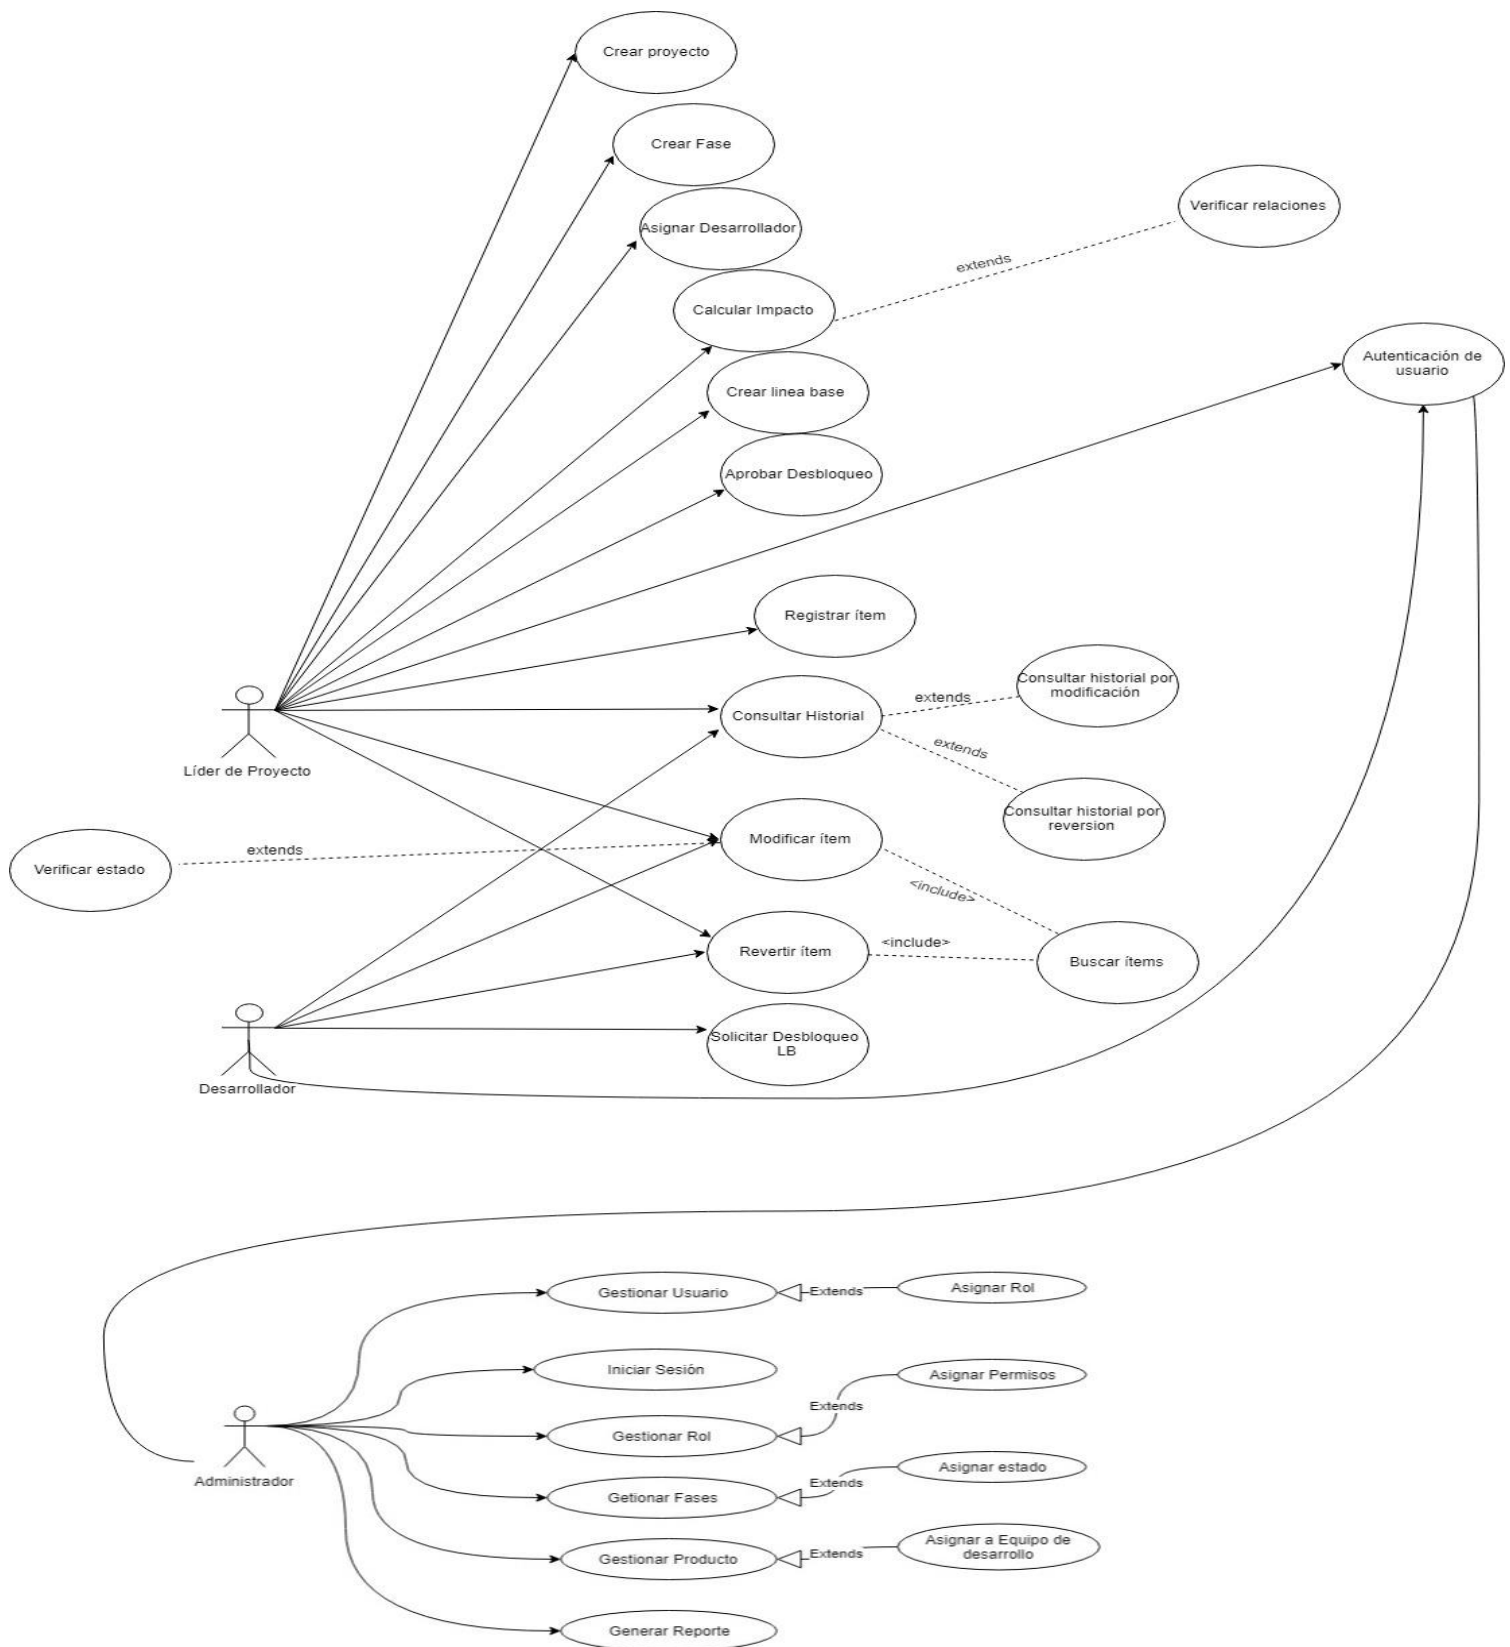 Crear proyecto
Crear Fase
Asignar Desarrollador
Verificar relaciones
extends
Calcular Impacto
Autenticación de
usuario
Crear linea base
Aprobar Desbloqueo
Registrar ítem
Consultar historial por
modificación
extends
Consultar Historial
extends
Líder de Proyecto
Consultar historial por
reversion
Modificar ítem
extends
Verificar estado
<include>
<include>
Revertir ítem
Buscar ítems
Solicitar Desbloqueo
LB
Desarrollador
Gestionar Usuario
Extends
Asignar Rol
Iniciar Sesión
Asignar Permisos
Extends
Gestionar Rol
Administrador
Asignar estado
Extends
Getionar Fases
Asignar a Equipo de
desarrollo
Extends
Gestionar Producto
Generar Reporte